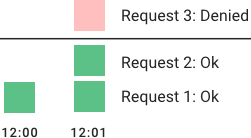 Request 3: Denied
Request 2: Ok
Request 1: Ok
12:00 12:01